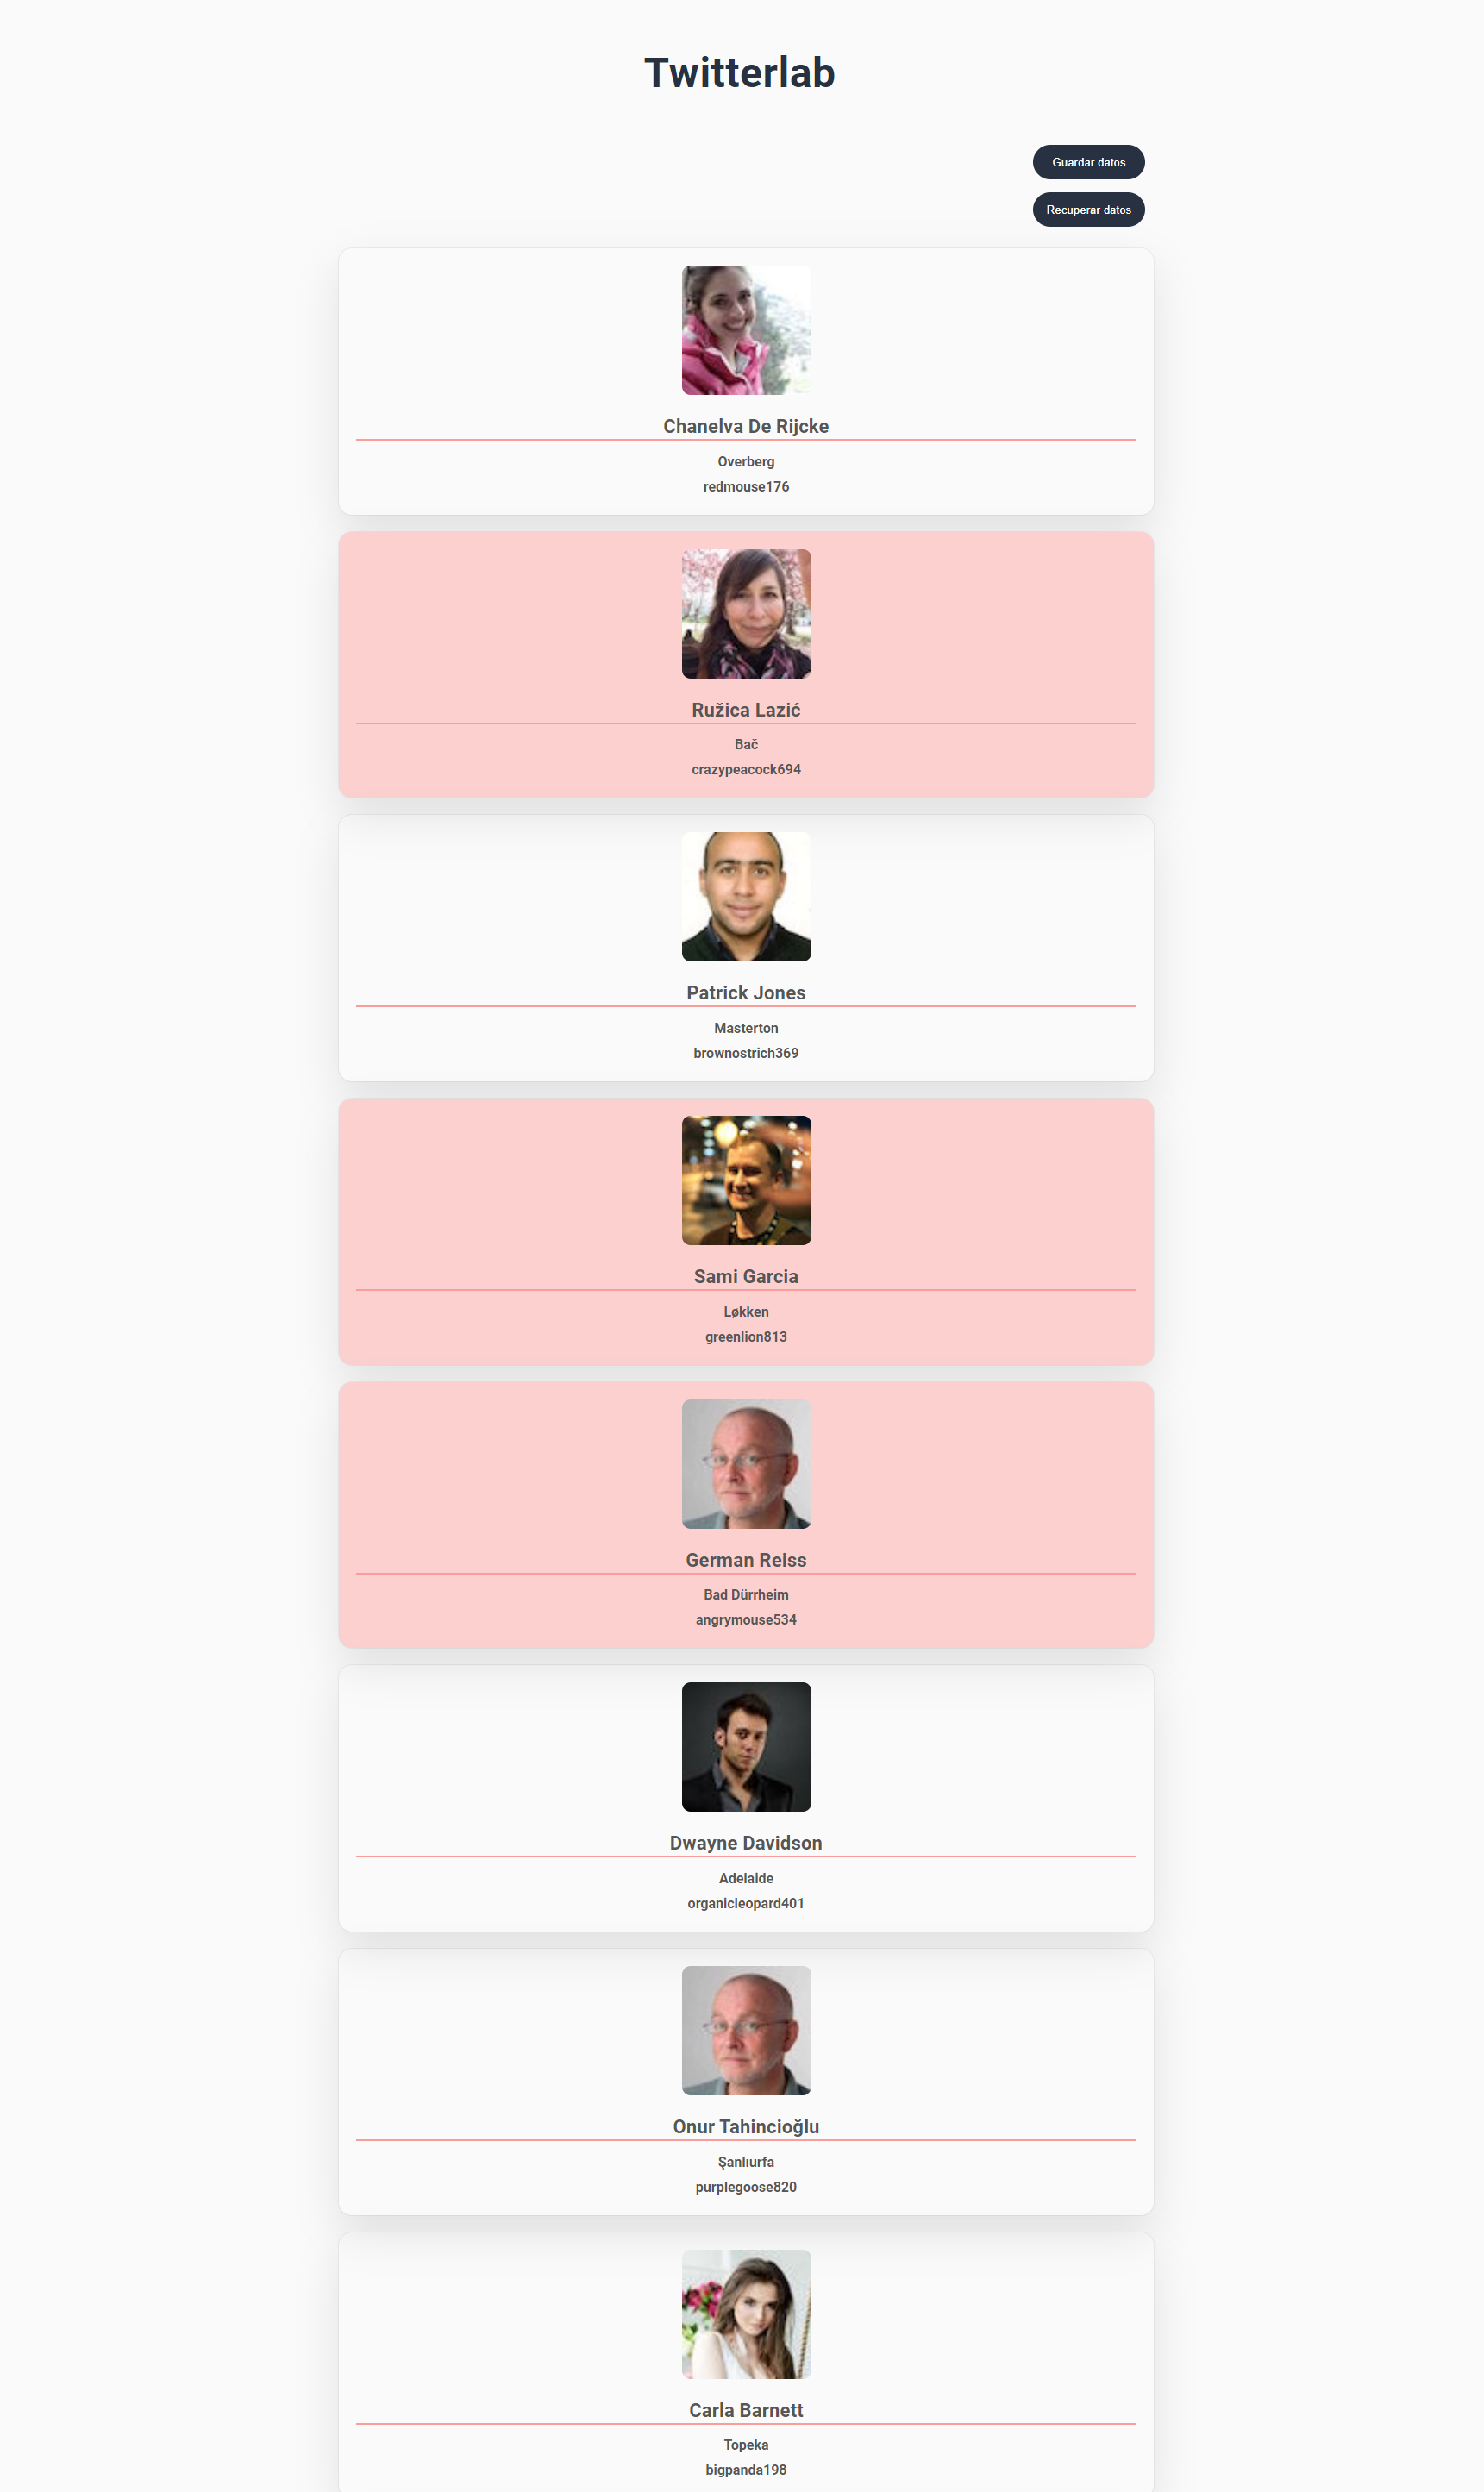 Twitterlab
Guardar datos
Recuperar datos
Chanelva De Rijcke
Overberg
redmouse176
Ružica Lazić
Bač
crazypeacock694
Patrick Jones
Masterton
brownostrich369
Sami Garcia
Løkken
greenlion813
German Reiss
Bad Dürrheim
angrymouse534
Dwayne Davidson
Adelaide
organicleopard401
Onur Tahincioğlu
Şanlıurfa
purplegoose820
Carla Barnett
Topeka
bigpanda198